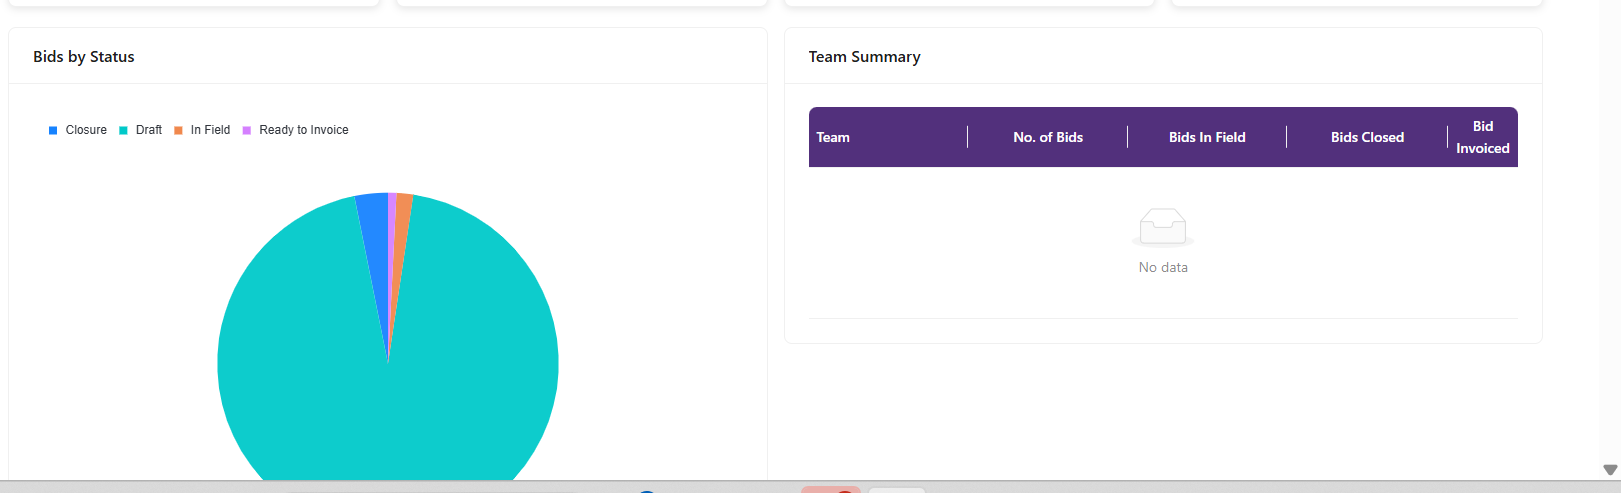 Bids by Status
Closure Draft In Field Ready to Invoice
Team Summary
Team No. of Bids Bids In Field Bids Closed Bid Invoiced
No data